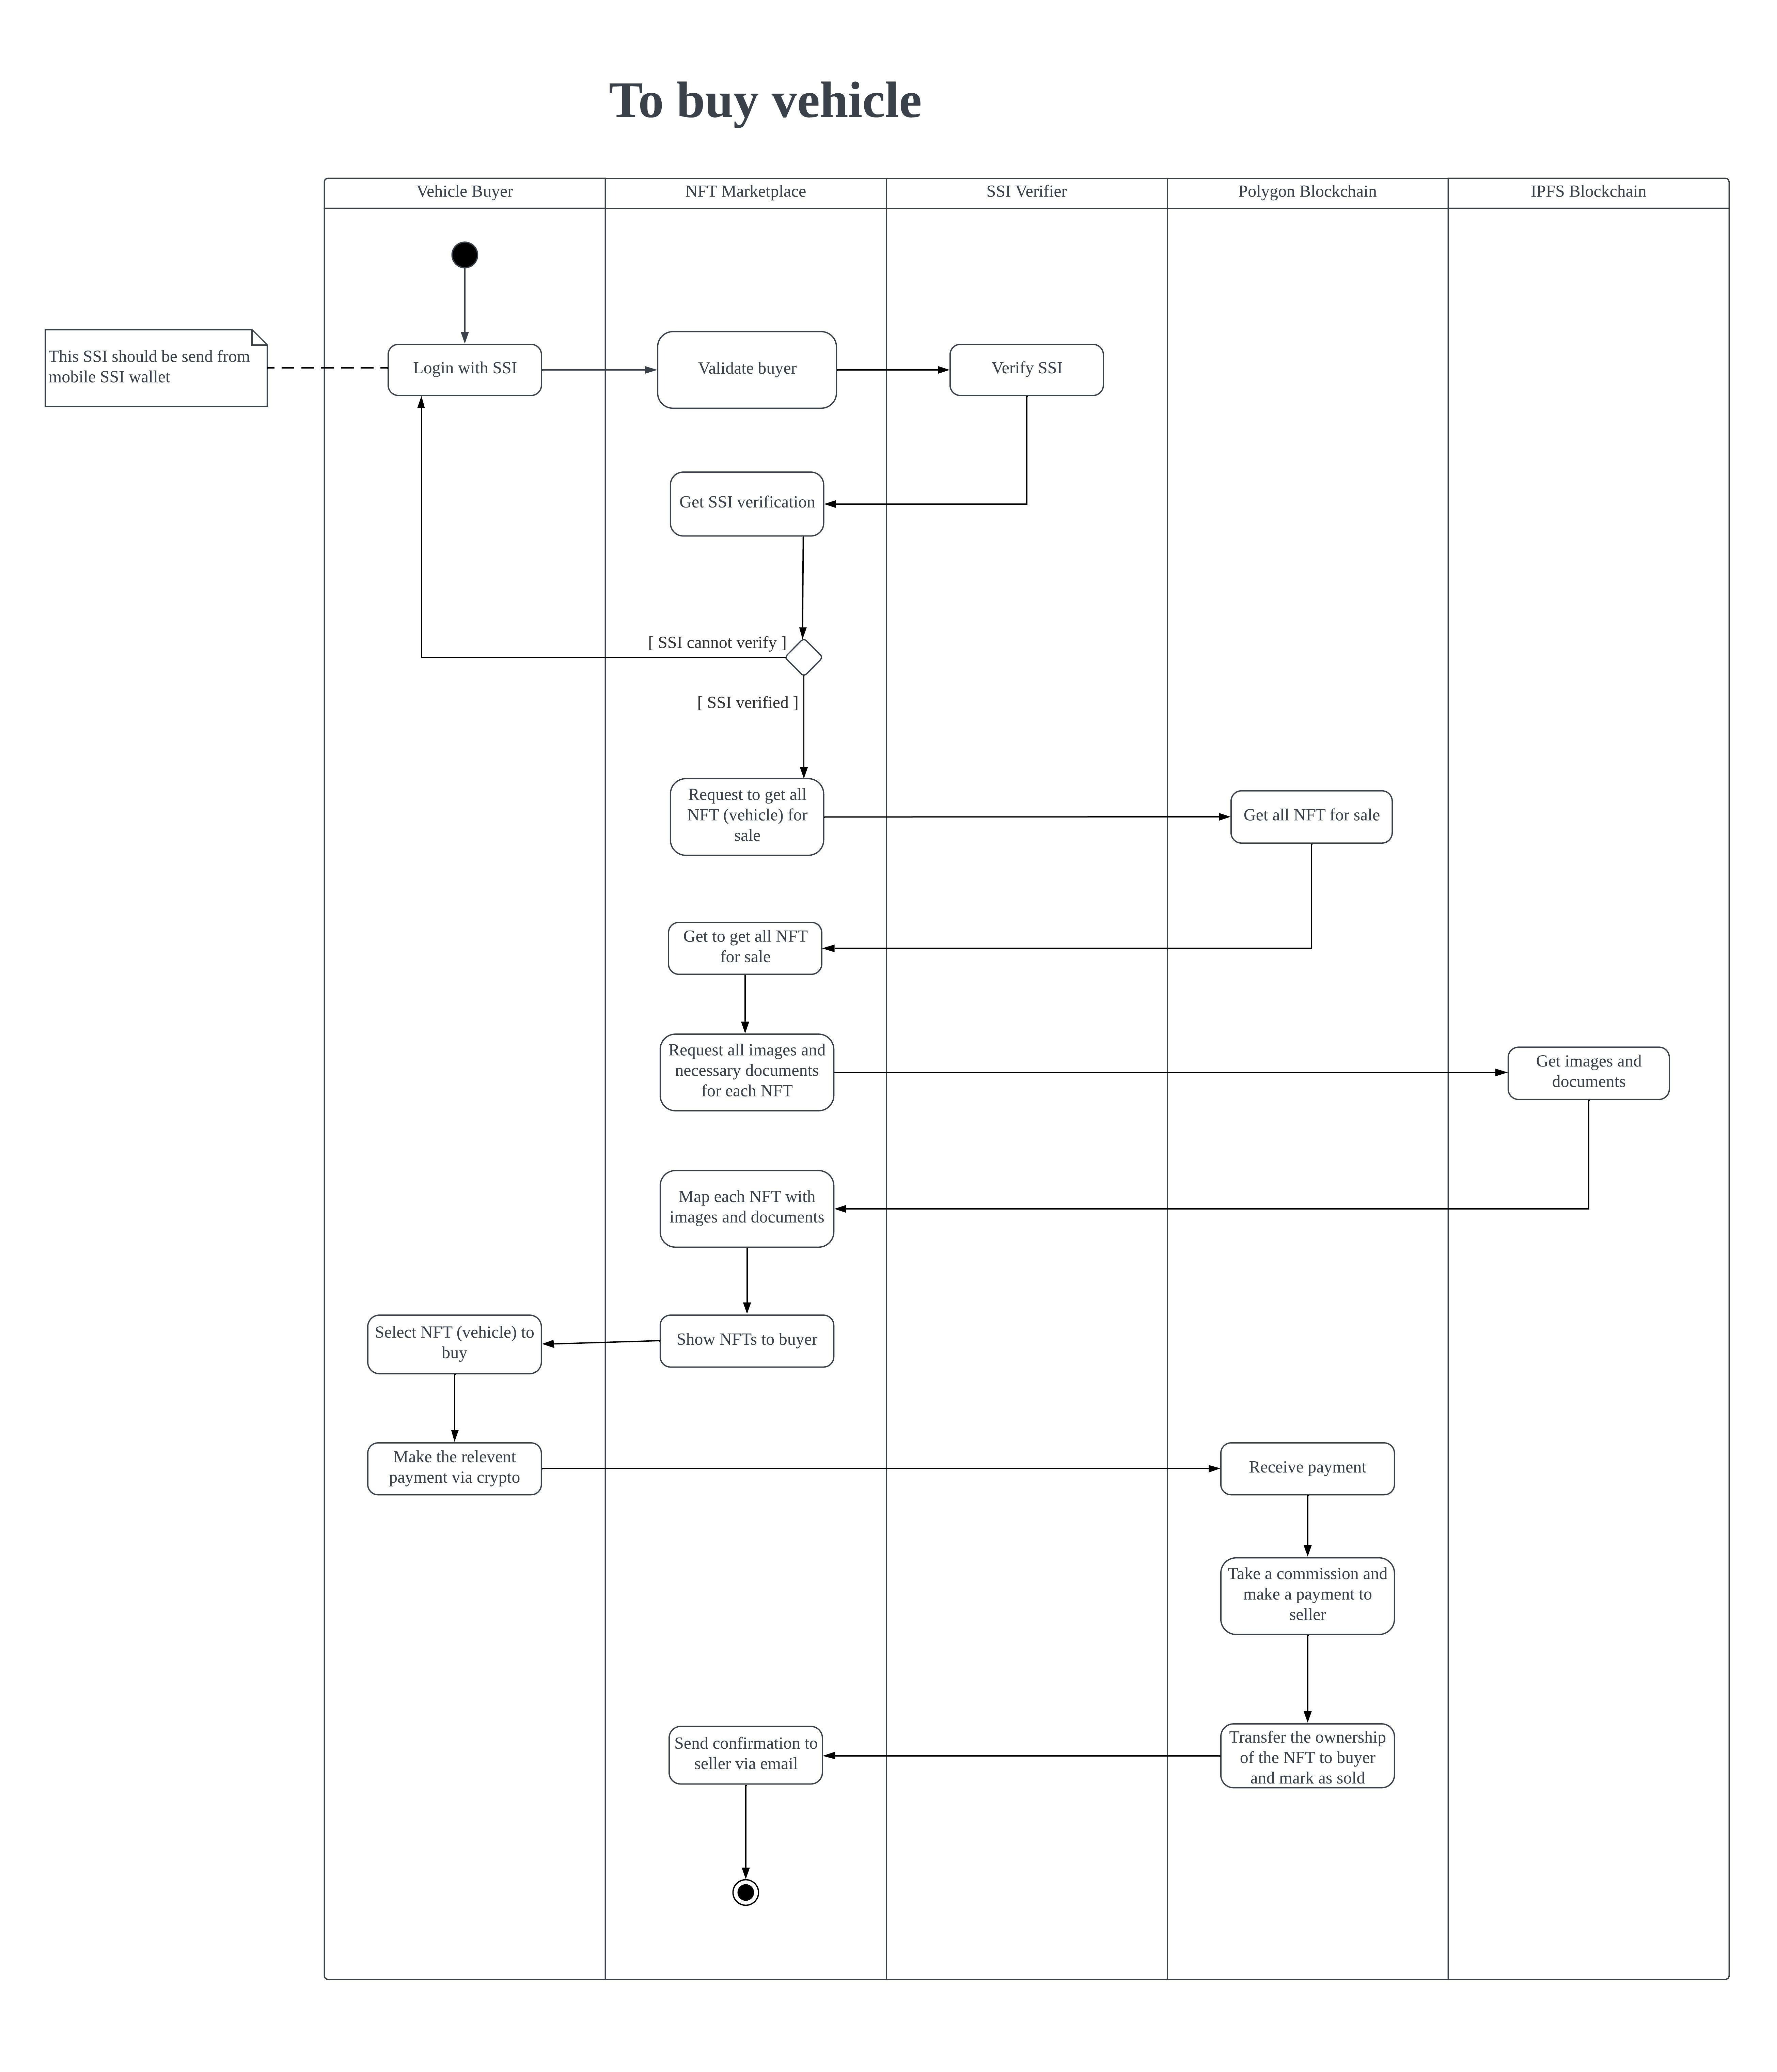 To buy vehicle
Vehicle Buyer
NFT Marketplace
SSI Verifier
Polygon Blockchain
IPFS Blockchain
This SSI should be send from
mobile SSI wallet
Login with SSI
Validate buyer
Verify SSI
Get SSI verification
[ SSI cannot verify ]
[ SSI verified ]
Request to get all
NFT (vehicle) for
sale
Get all NFT for sale
Get to get all NFT
for sale
Request all images and
necessary documents
for each NFT
Get images and
documents
Map each NFT with
images and documents
Select NFT (vehicle) to
buy
Show NFTs to buyer
Make the relevent
payment via crypto
Receive payment
Take a commission and
make a payment to
seller
Send confirmation to
seller via email
Transfer the ownership
of the NFT to buyer
and mark as sold